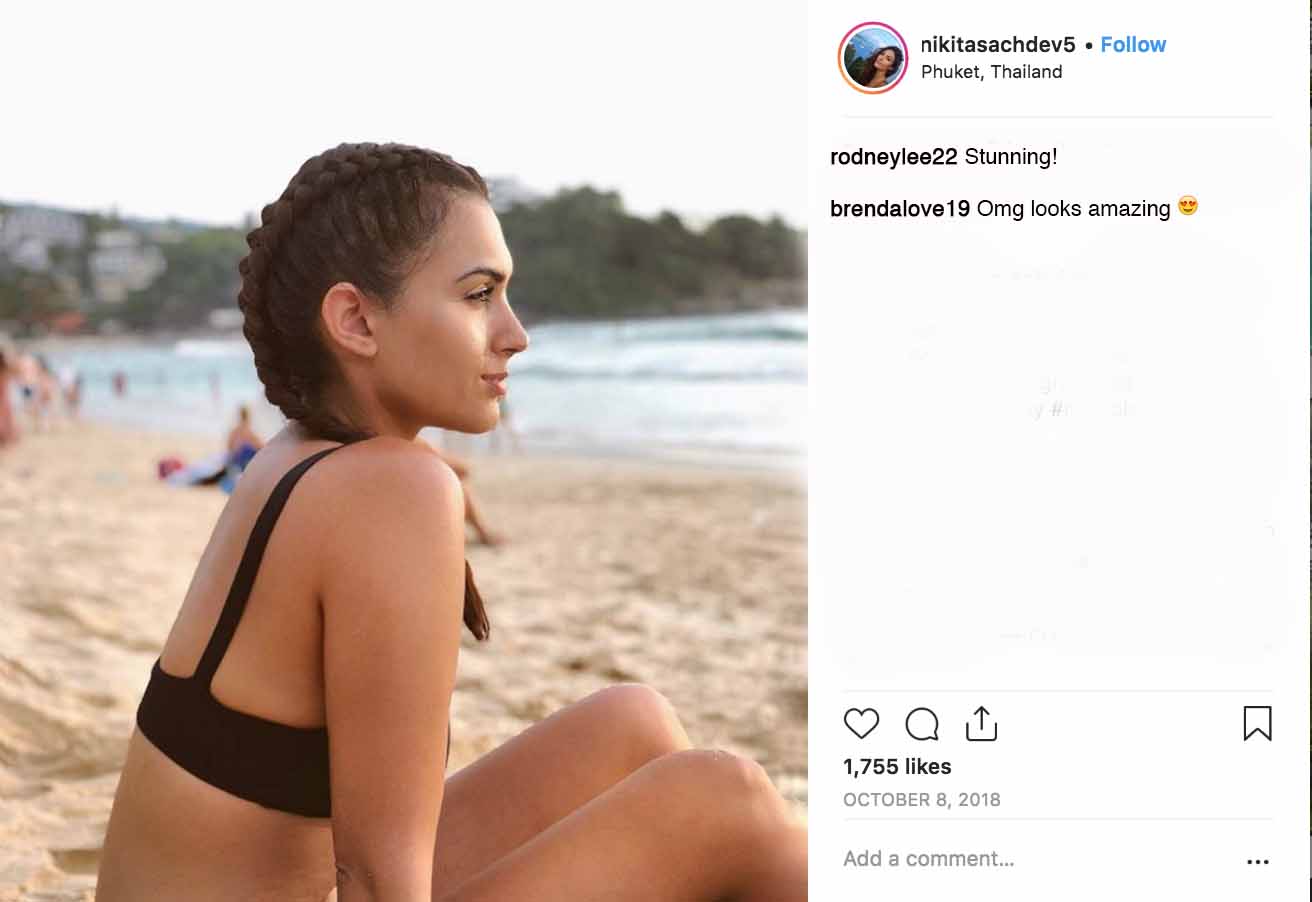 nikitasachdev5 • Follow
Phuket, Thailand
rodneylee22 Stunning!
brendalove19 Omg looks amazing 😍
1,755 likes
OCTOBER 8, 2018
Add a comment...